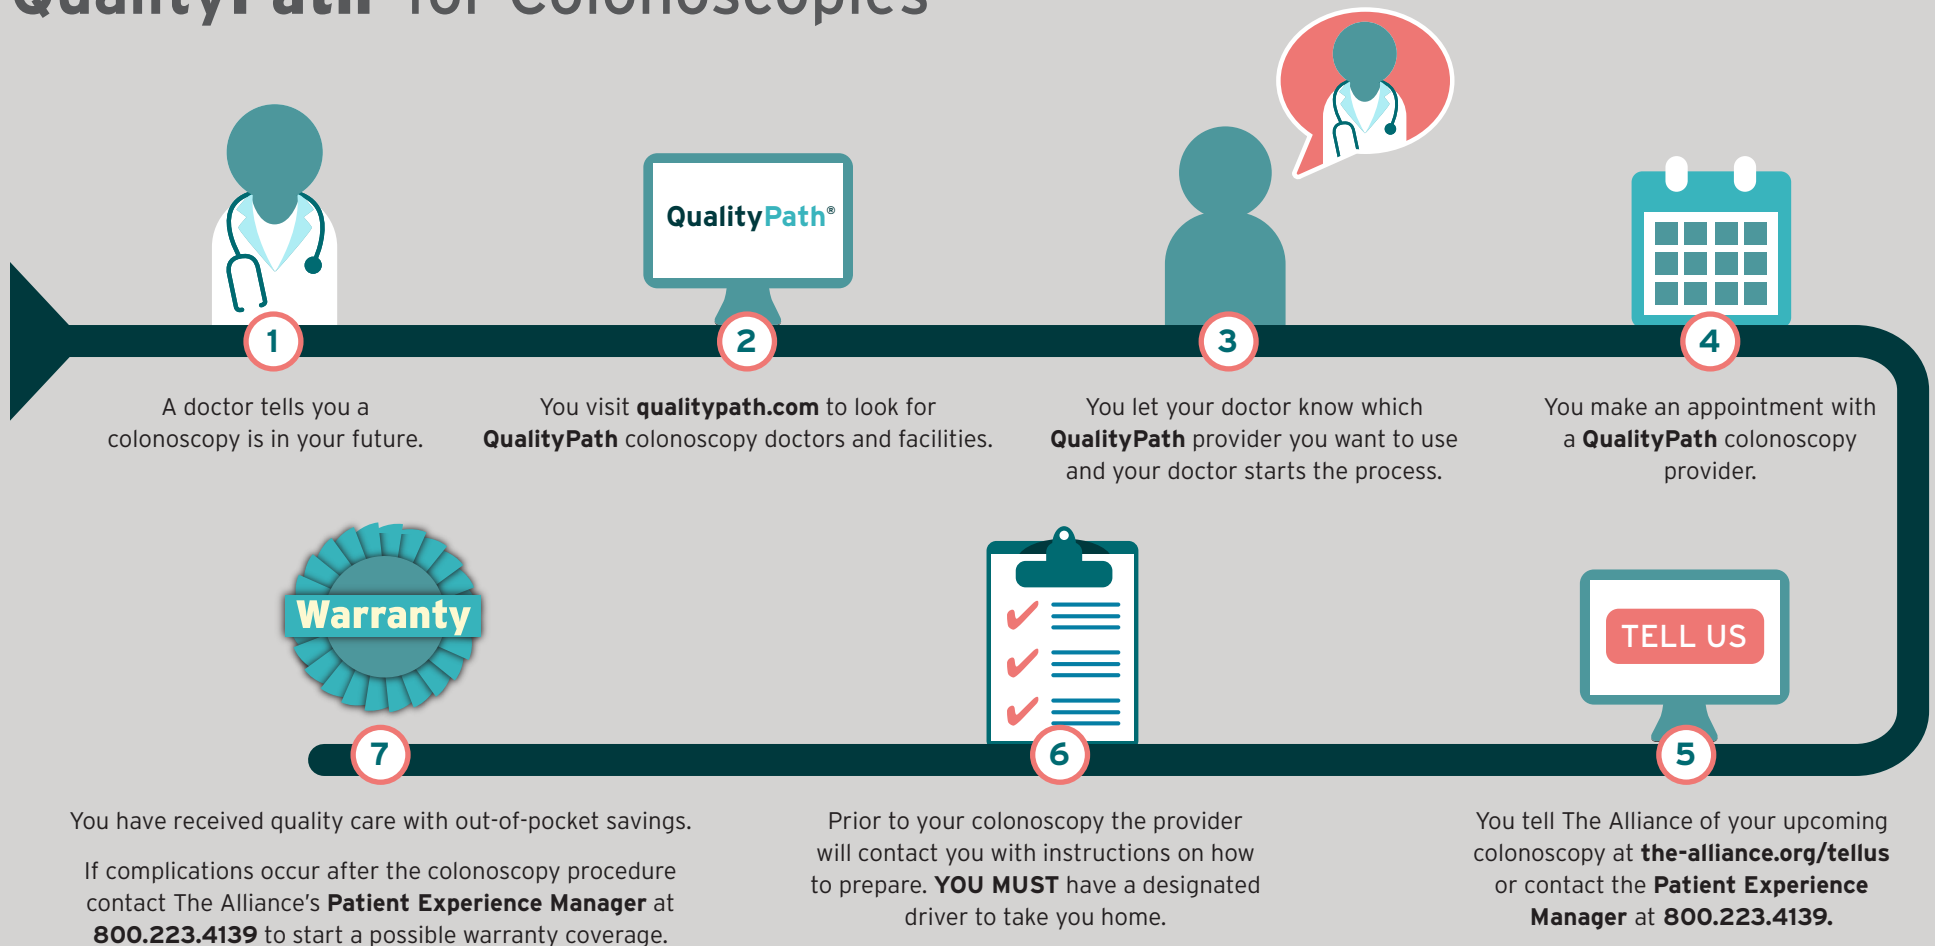 QualityPath for Colonoscopies
QualityPath®
1
2
3
4
A doctor tells you a
colonoscopy is in your future.
You visit qualitypath.com to look for
QualityPath colonoscopy doctors and facilities.
You let your doctor know which
QualityPath provider you want to use
and your doctor starts the process.
You make an appointment with
a QualityPath colonoscopy
provider.
Warranty
TELL US
7
6
5
You have received quality care with out-of-pocket savings.
If complications occur after the colonoscopy procedure
contact The Alliance's Patient Experience Manager at
800.223.4139 to start a possible warranty coverage.
Prior to your colonoscopy the provider
will contact you with instructions on how
to prepare. YOU MUST have a designated
driver to take you home.
You tell The Alliance of your upcoming
colonoscopy at the-alliance.org/tellus
or contact the Patient Experience
Manager at 800.223.4139.